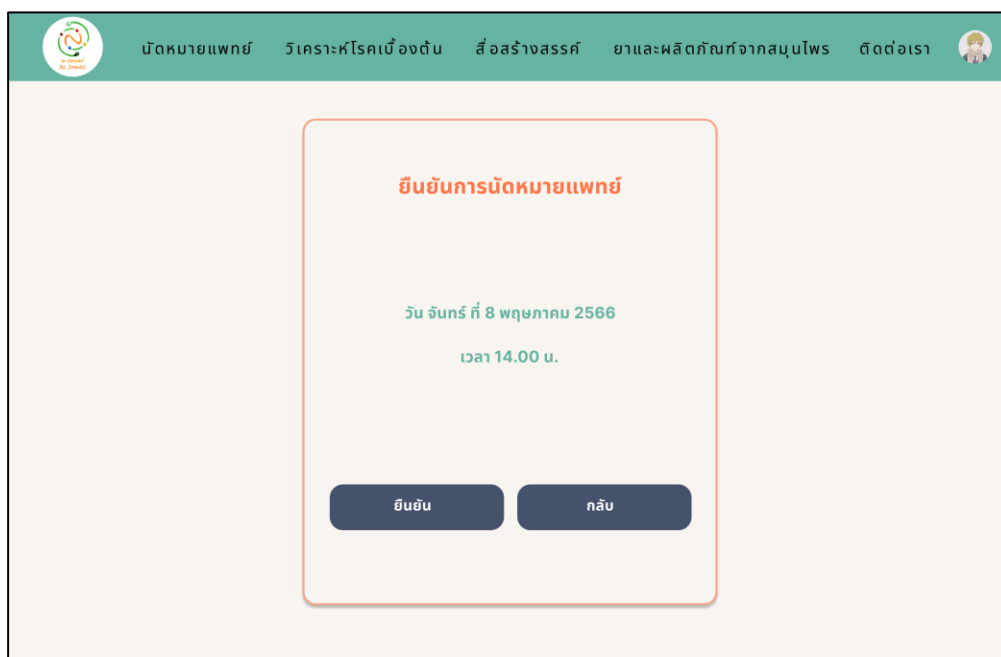 นัดหมายแพทย์ วิเคราะห์โรคเบื้องต้น สื่อสร้างสรรค์ ยาและผลิตภัณฑ์จากสมุนไพร ติดต่อเรา
ยืนยันการนัดหมายแพทย์
วัน จันทร์ ที่ 8 พฤษภาคม 2566
เวลา 14.00 น.
ยืนยัน กลับ